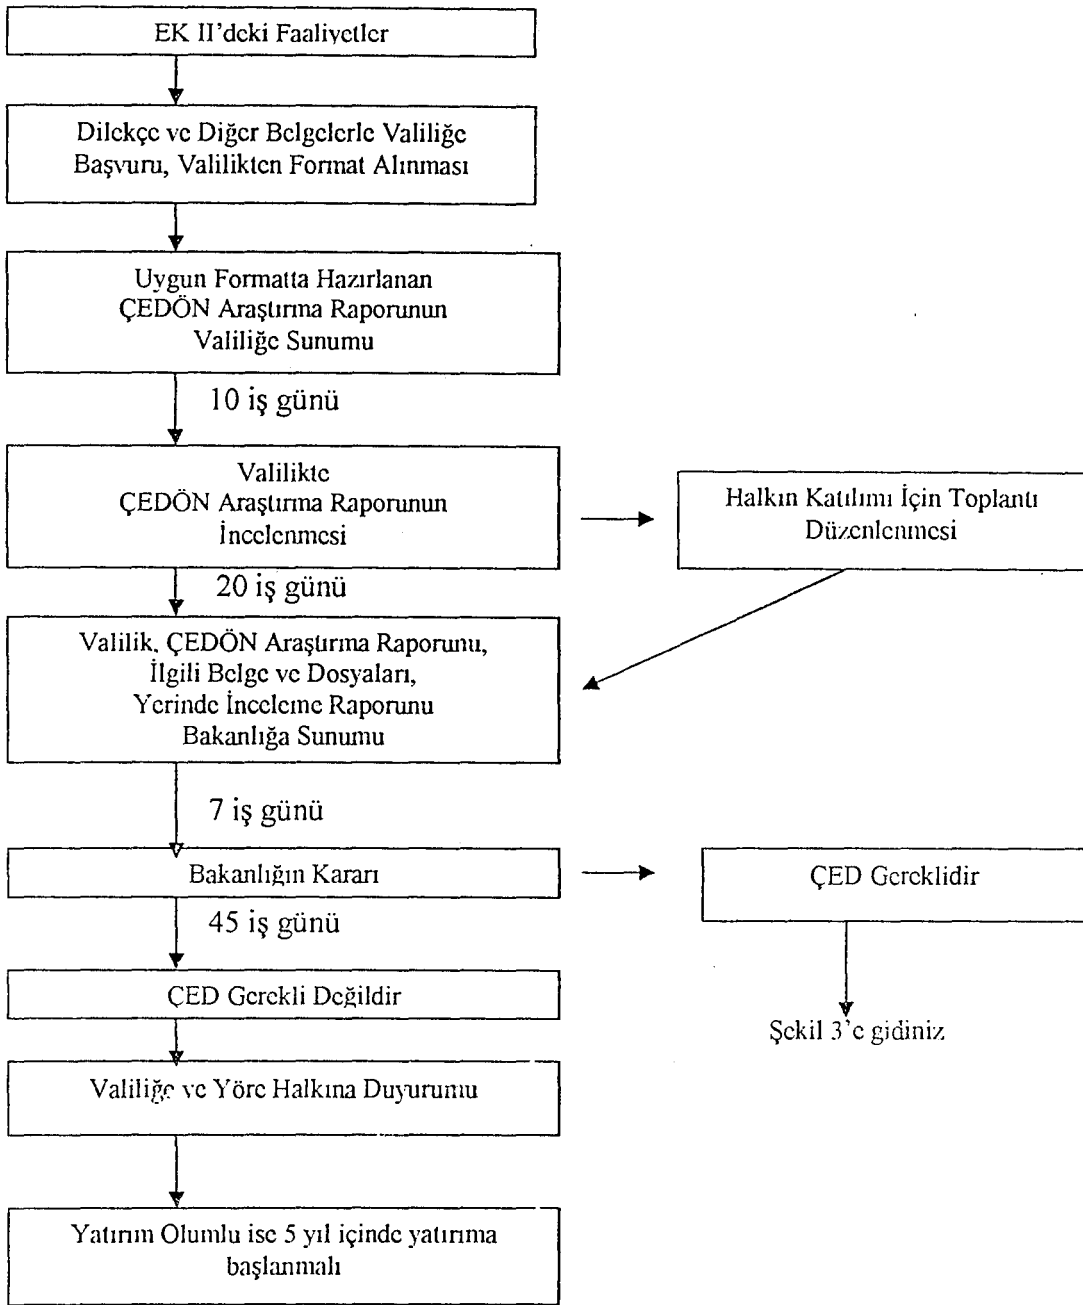 EK II'deki Faaliyetler
Dilekçe ve Diğer Belgelerle Valiliğe
Başvuru, Valilikten Format Alınması
Uygun Formatta Hazırlanan
ÇEDÖN Araştırma Raporunun
Valiliğe Sunumu
10 iş günü
Valilikte
ÇEDÖN Araştırma Raporunun
İncelenmesi
Halkın Katılımı İçin Toplantı
Düzenlenmesi
20 iş günü
Valilik, ÇEDÖN Araştırma Raporunu,
İlgili Belge ve Dosyaları,
Yerinde İnceleme Raporunu
Bakanlığa Sunumu
7 iş günü
Bakanlığın Kararı
ÇED Gereklidir
45 iş günü
ÇED Gerekli Değildir
Şekil 3'e gidiniz
Valiliğe ve Yöre Halkına Duyurumu
Yatırım Olumlu ise 5 yıl içinde yatırıma
başlanmalı